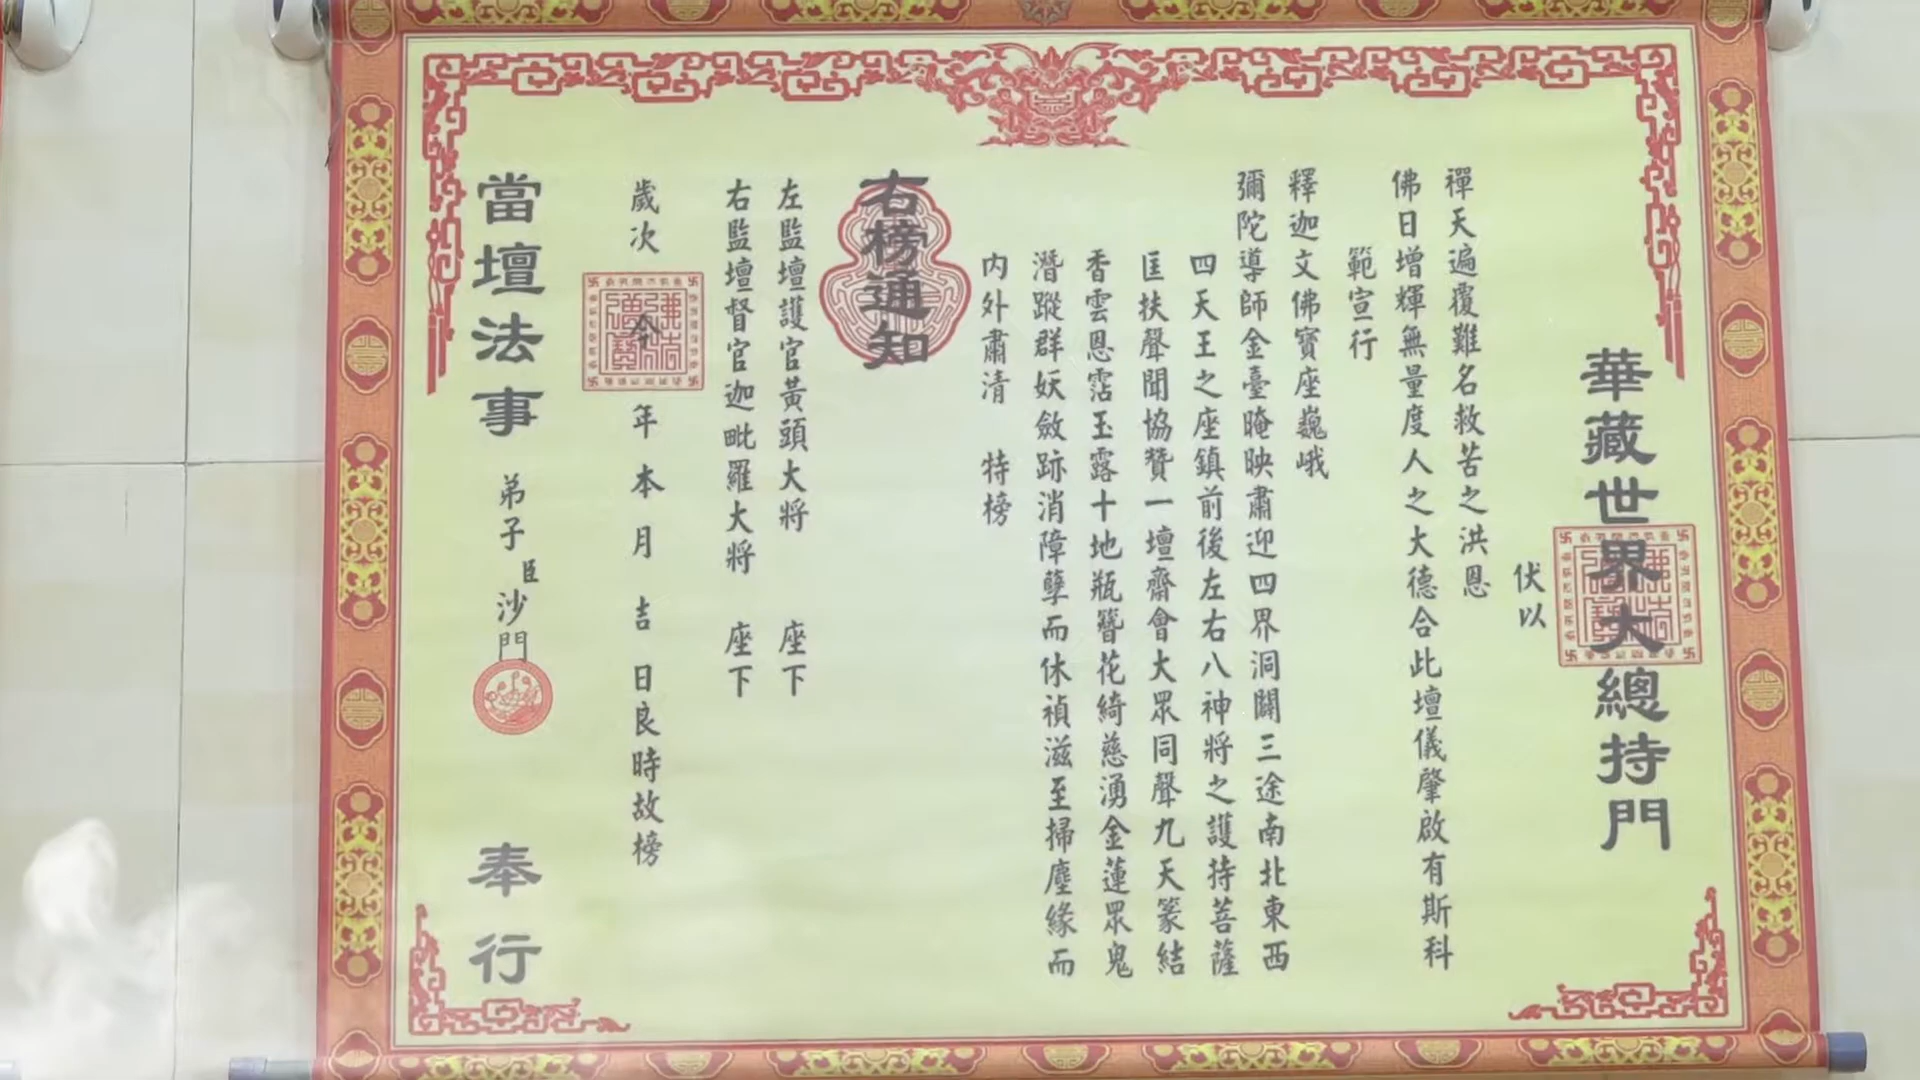 華藏世界大總持門
伏以
禪天遍覆難名救苦之洪恩
佛日增輝無量度人之大德合此壇儀肇啟有斯科
範宣行
釋迦文佛寶座巍峨
彌陀導師金臺晻映肅迎四界洞闢三途南北東西
四天王之座鎮前後左右八神將之護持菩薩
匡扶聲聞協贊一壇齋會大眾同聲九天篆結
香雲恩霑玉露十地瓶簪花綺慈湧金蓮眾鬼
潛蹤群妖斂跡消障孽而休禎滋至掃塵緣而
內外肅清 特榜
右榜通知
左監壇護官黃頭大將 座下
右監壇督官迦毗羅大將 座下
歲次 今 年 本 月 吉 日良時故榜
當壇法事 弟子臣沙門 奉行